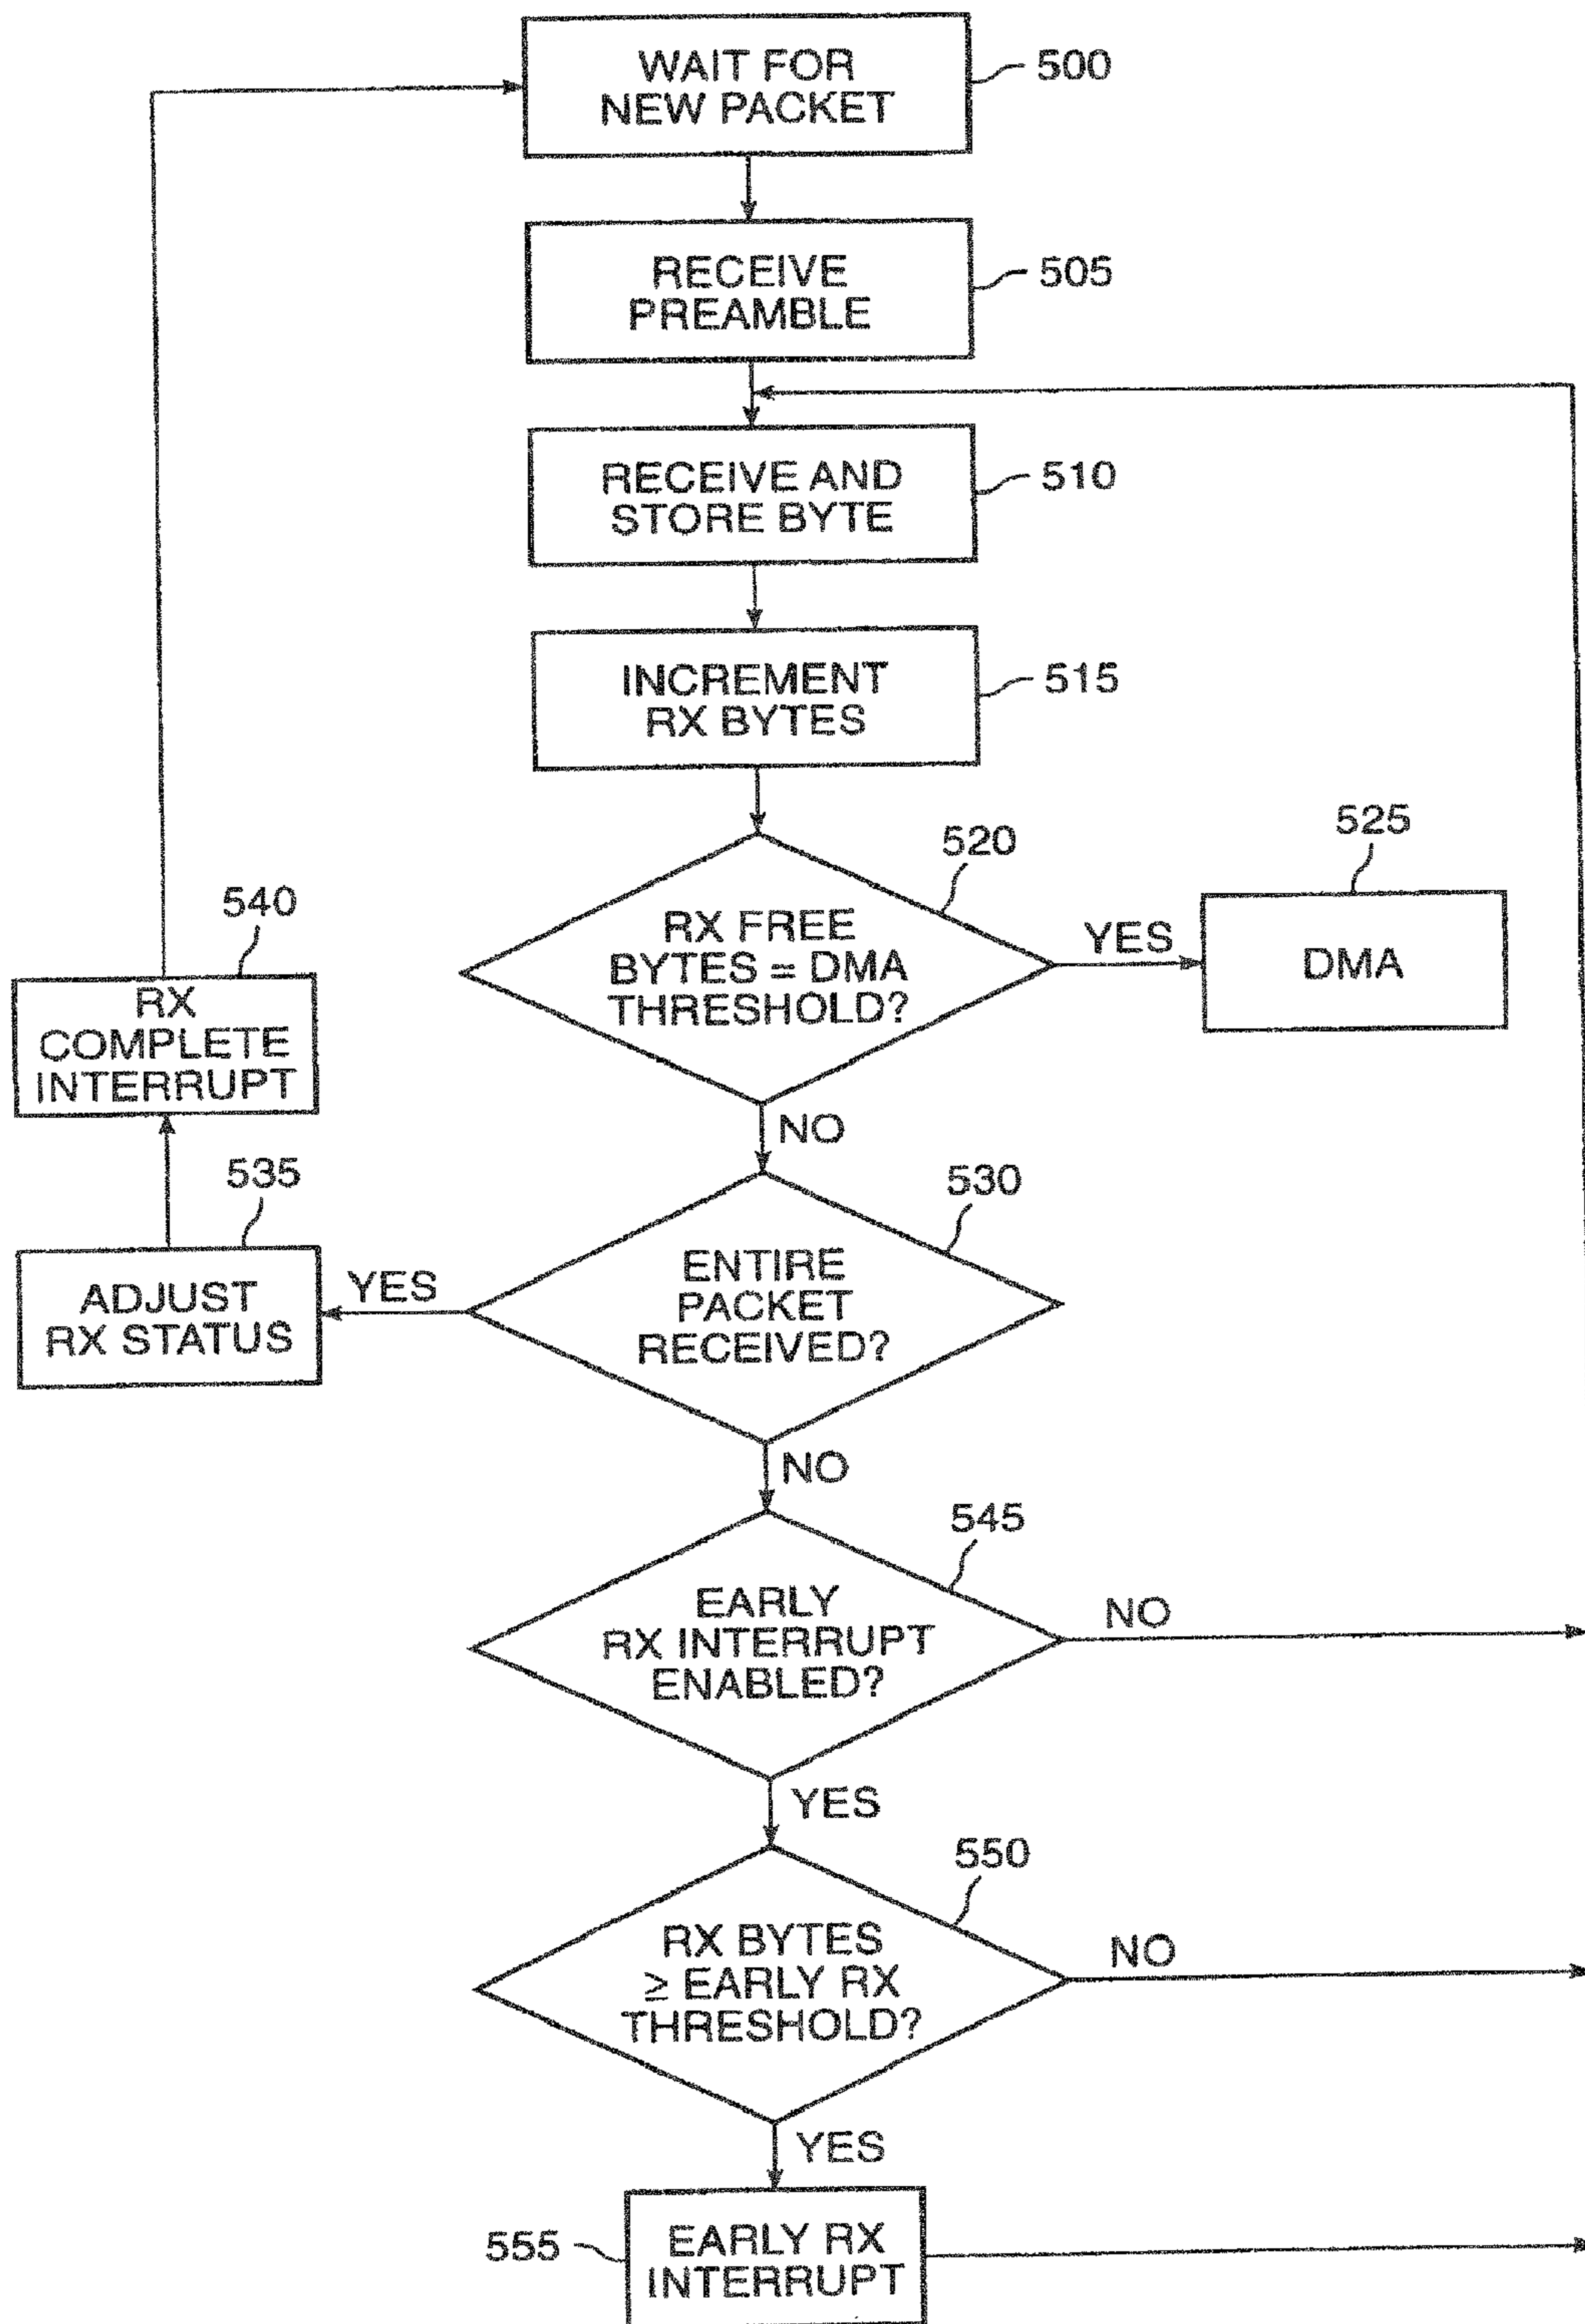 WAIT FOR
NEW PACKET
500
RECEIVE
PREAMBLE
505
RECEIVE AND
STORE BYTE
510
INCREMENT
RX BYTES
515
520
RX FREE
BYTES = DMA
THRESHOLD?
YES
525
DMA
NO
540
RX
COMPLETE
INTERRUPT
535
ADJUST
RX STATUS
YES
530
ENTIRE
PACKET
RECEIVED?
NO
545
EARLY
RX INTERRUPT
ENABLED?
NO
YES
550
RX BYTES
≥ EARLY RX
THRESHOLD?
NO
YES
555
EARLY RX
INTERRUPT